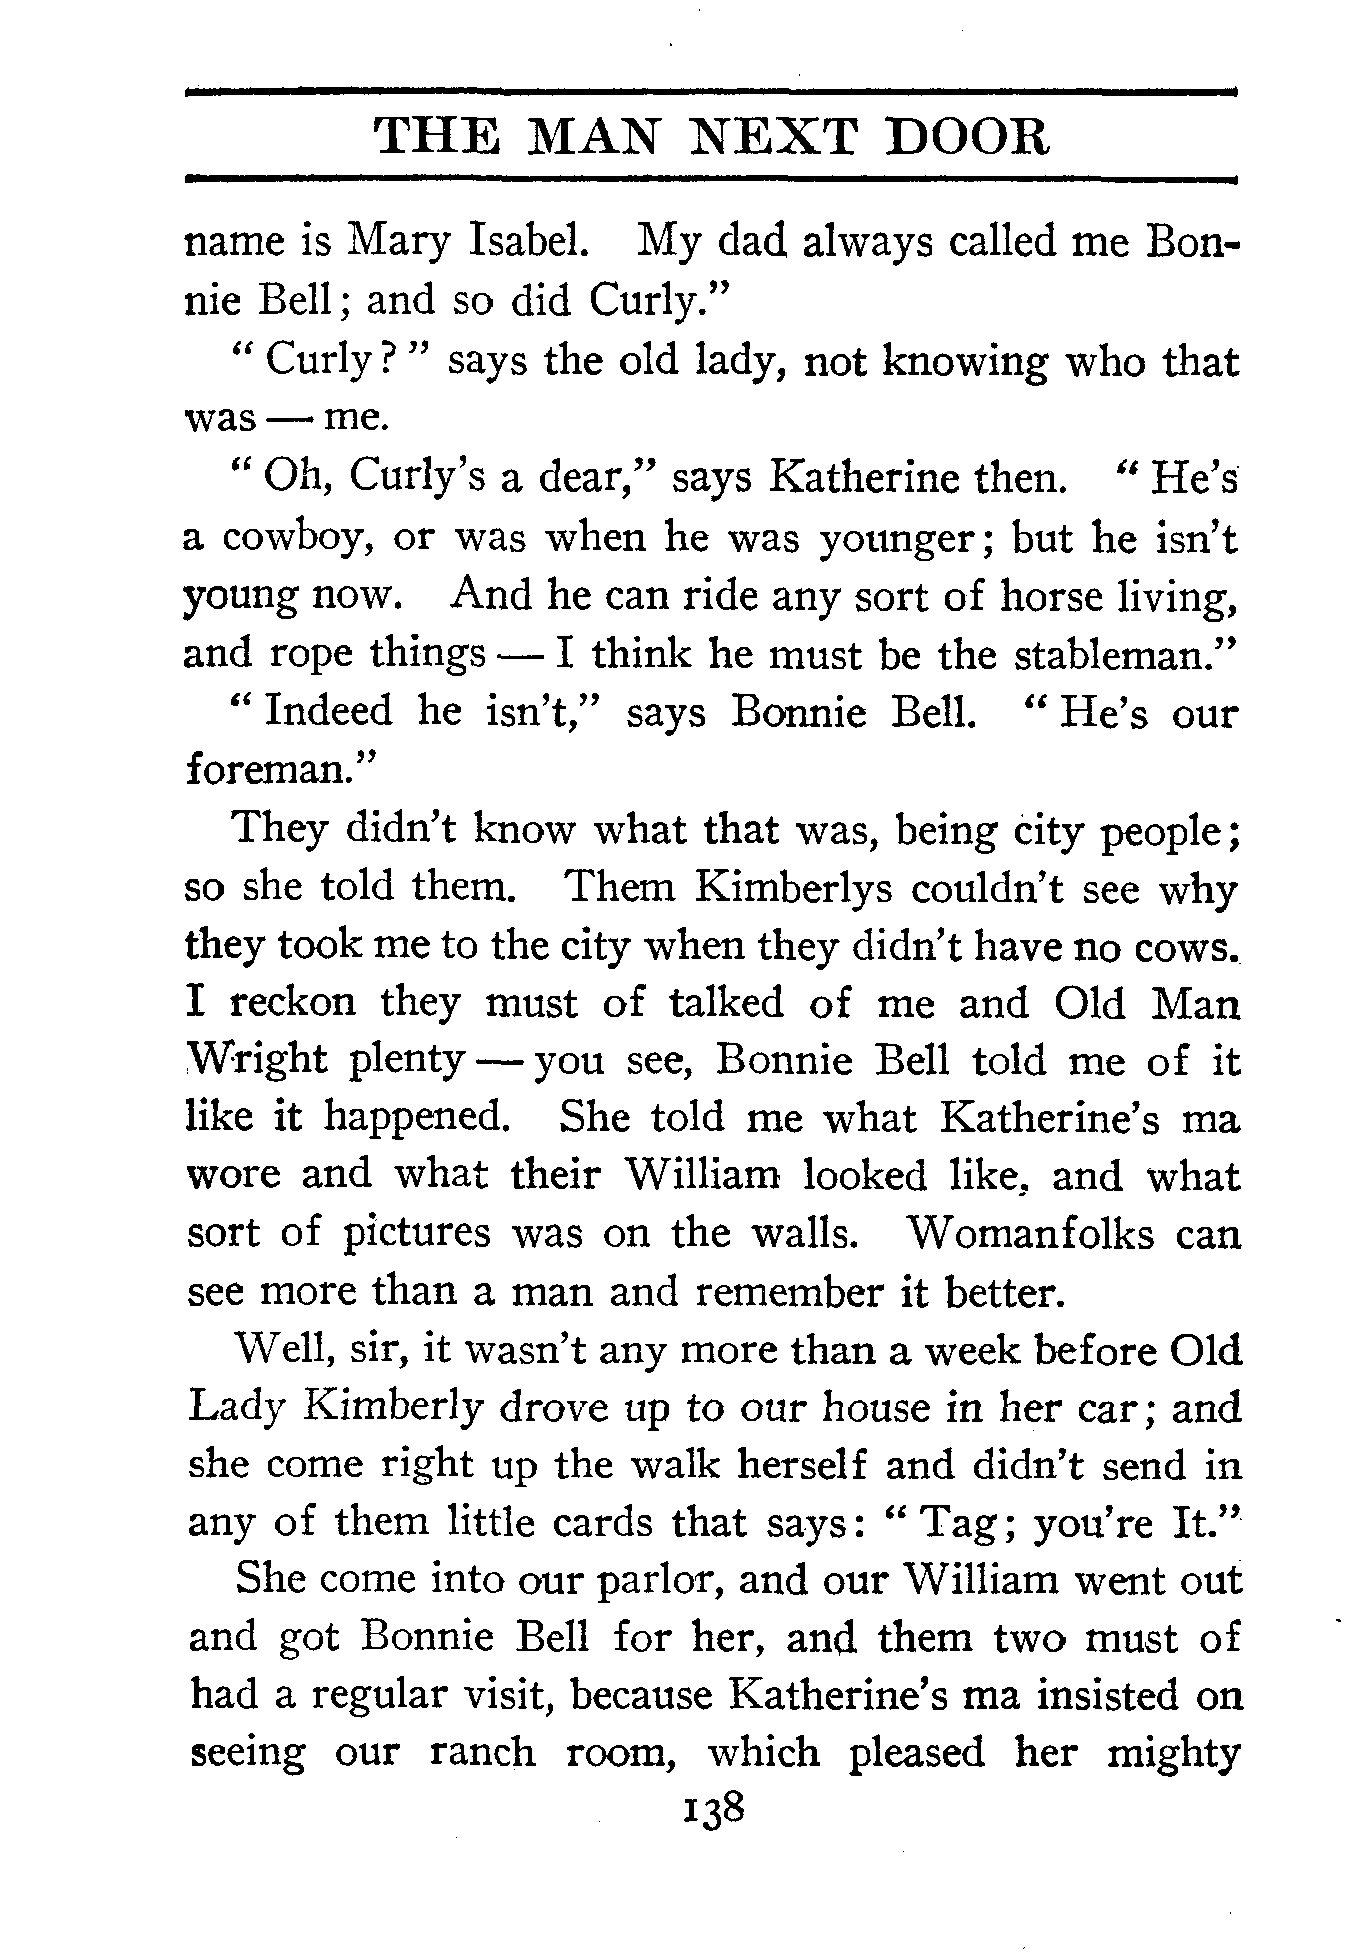 THE MAN NEXT DOOR
name is Mary Isabel. My dad always called me Bon-
nie Bell; and so did Curly."
"Curly?" says the old lady, not knowing who that
was — me.
"Oh, Curly's a dear," says Katherine then. "He's
a cowboy, or was when he was younger; but he isn't
young now. And he can ride any sort of horse living,
and rope things — I think he must be the stableman."
"Indeed he isn't," says Bonnie Bell. "He's our
foreman."
They didn't know what that was, being city people;
so she told them. Them Kimberlys couldn't see why
they took me to the city when they didn't have no cows.
I reckon they must of talked of me and Old Man
Wright plenty — you see, Bonnie Bell told me of it
like it happened. She told me what Katherine's ma
wore and what their William looked like, and what
sort of pictures was on the walls. Womanfolks can
see more than a man and remember it better.
Well, sir, it wasn't any more than a week before Old
Lady Kimberly drove up to our house in her car; and
she come right up the walk herself and didn't send in
any of them little cards that says: "Tag; you're It."
She come into our parlor, and our William went out
and got Bonnie Bell for her, and them two must of
had a regular visit, because Katherine's ma insisted on
seeing our ranch room, which pleased her mighty
138